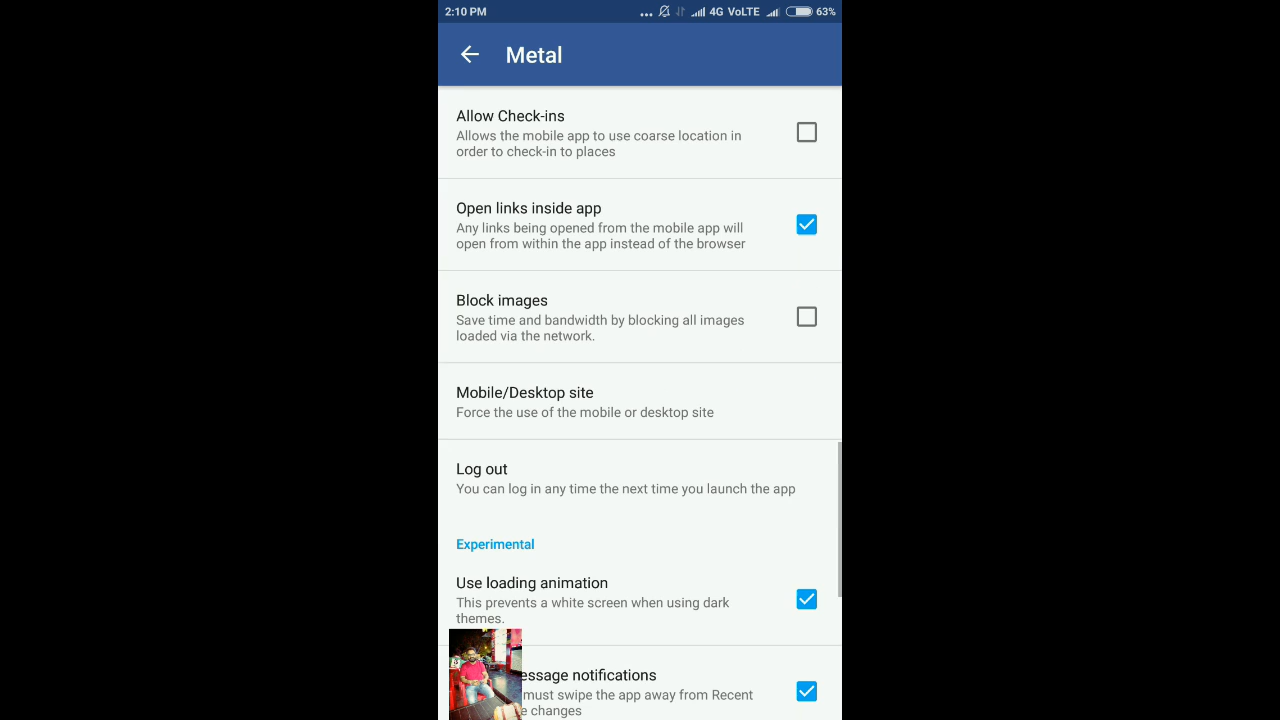 2:10 PM ... 4G VoLTE 63%
Metal
Allow Check-ins
Allows the mobile app to use coarse location in
order to check-in to places
Open links inside app
Any links being opened from the mobile app will
open from within the app instead of the browser
Block images
Save time and bandwidth by blocking all images
loaded via the network.
Mobile/Desktop site
Force the use of the mobile or desktop site
Log out
You can log in any time the next time you launch the app
Experimental
Use loading animation
This prevents a white screen when using dark
themes.
essage notifications
must swipe the app away from Recent
e changes